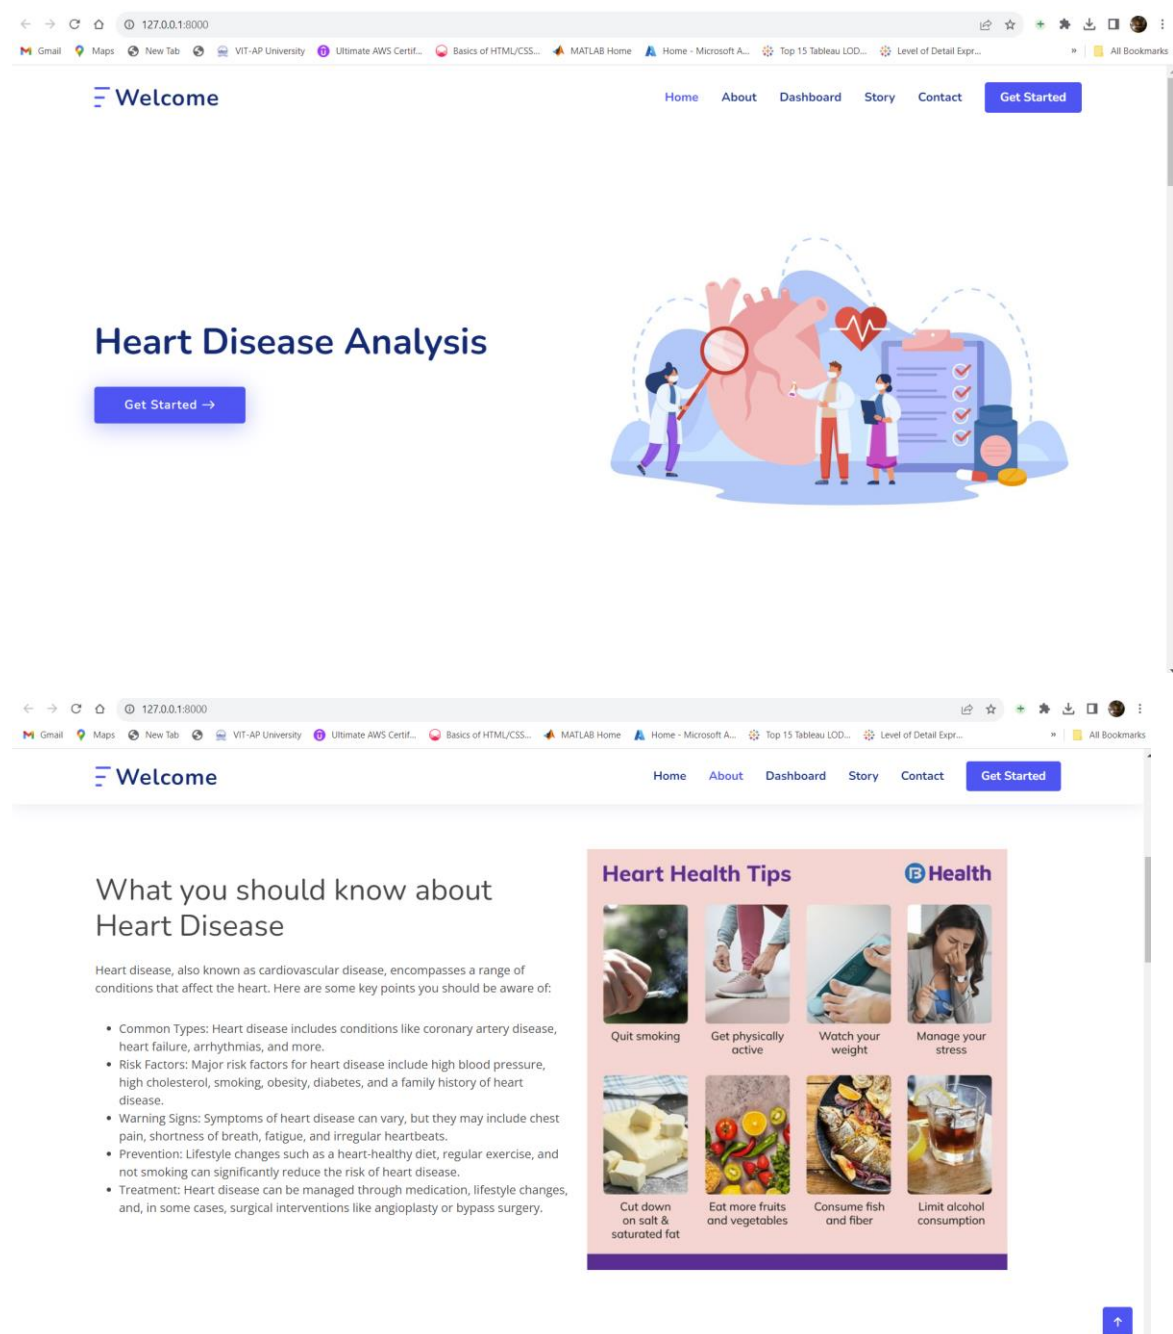 127.0.0.1:8000
Gmail Maps New Tab VIT-AP University Ultimate AWS Certif... Basics of HTML/CSS... MATLAB Home Home - Microsoft A... Top 15 Tableau LOD... Level of Detail Expr... » All Bookmarks
Welcome Home About Dashboard Story Contact Get Started
Heart Disease Analysis
Get Started →
127.0.0.1:8000
Gmail Maps New Tab VIT-AP University Ultimate AWS Certif... Basics of HTML/CSS... MATLAB Home Home - Microsoft A... Top 15 Tableau LOD... Level of Detail Expr... » All Bookmarks
Welcome Home About Dashboard Story Contact Get Started
What you should know about
Heart Disease
Heart disease, also known as cardiovascular disease, encompasses a range of
conditions that affect the heart. Here are some key points you should be aware of:
• Common Types: Heart disease includes conditions like coronary artery disease,
heart failure, arrhythmias, and more.
• Risk Factors: Major risk factors for heart disease include high blood pressure,
high cholesterol, smoking, obesity, diabetes, and a family history of heart
disease.
• Warning Signs: Symptoms of heart disease can vary, but they may include chest
pain, shortness of breath, fatigue, and irregular heartbeats.
• Prevention: Lifestyle changes such as a heart-healthy diet, regular exercise, and
not smoking can significantly reduce the risk of heart disease.
• Treatment: Heart disease can be managed through medication, lifestyle changes,
and, in some cases, surgical interventions like angioplasty or bypass surgery.
Heart Health Tips
B Health
Quit smoking
Get physically
active
Watch your
weight
Manage your
stress
Cut down
on salt &
saturated fat
Eat more fruits
and vegetables
Consume fish
and fiber
Limit alcohol
consumption